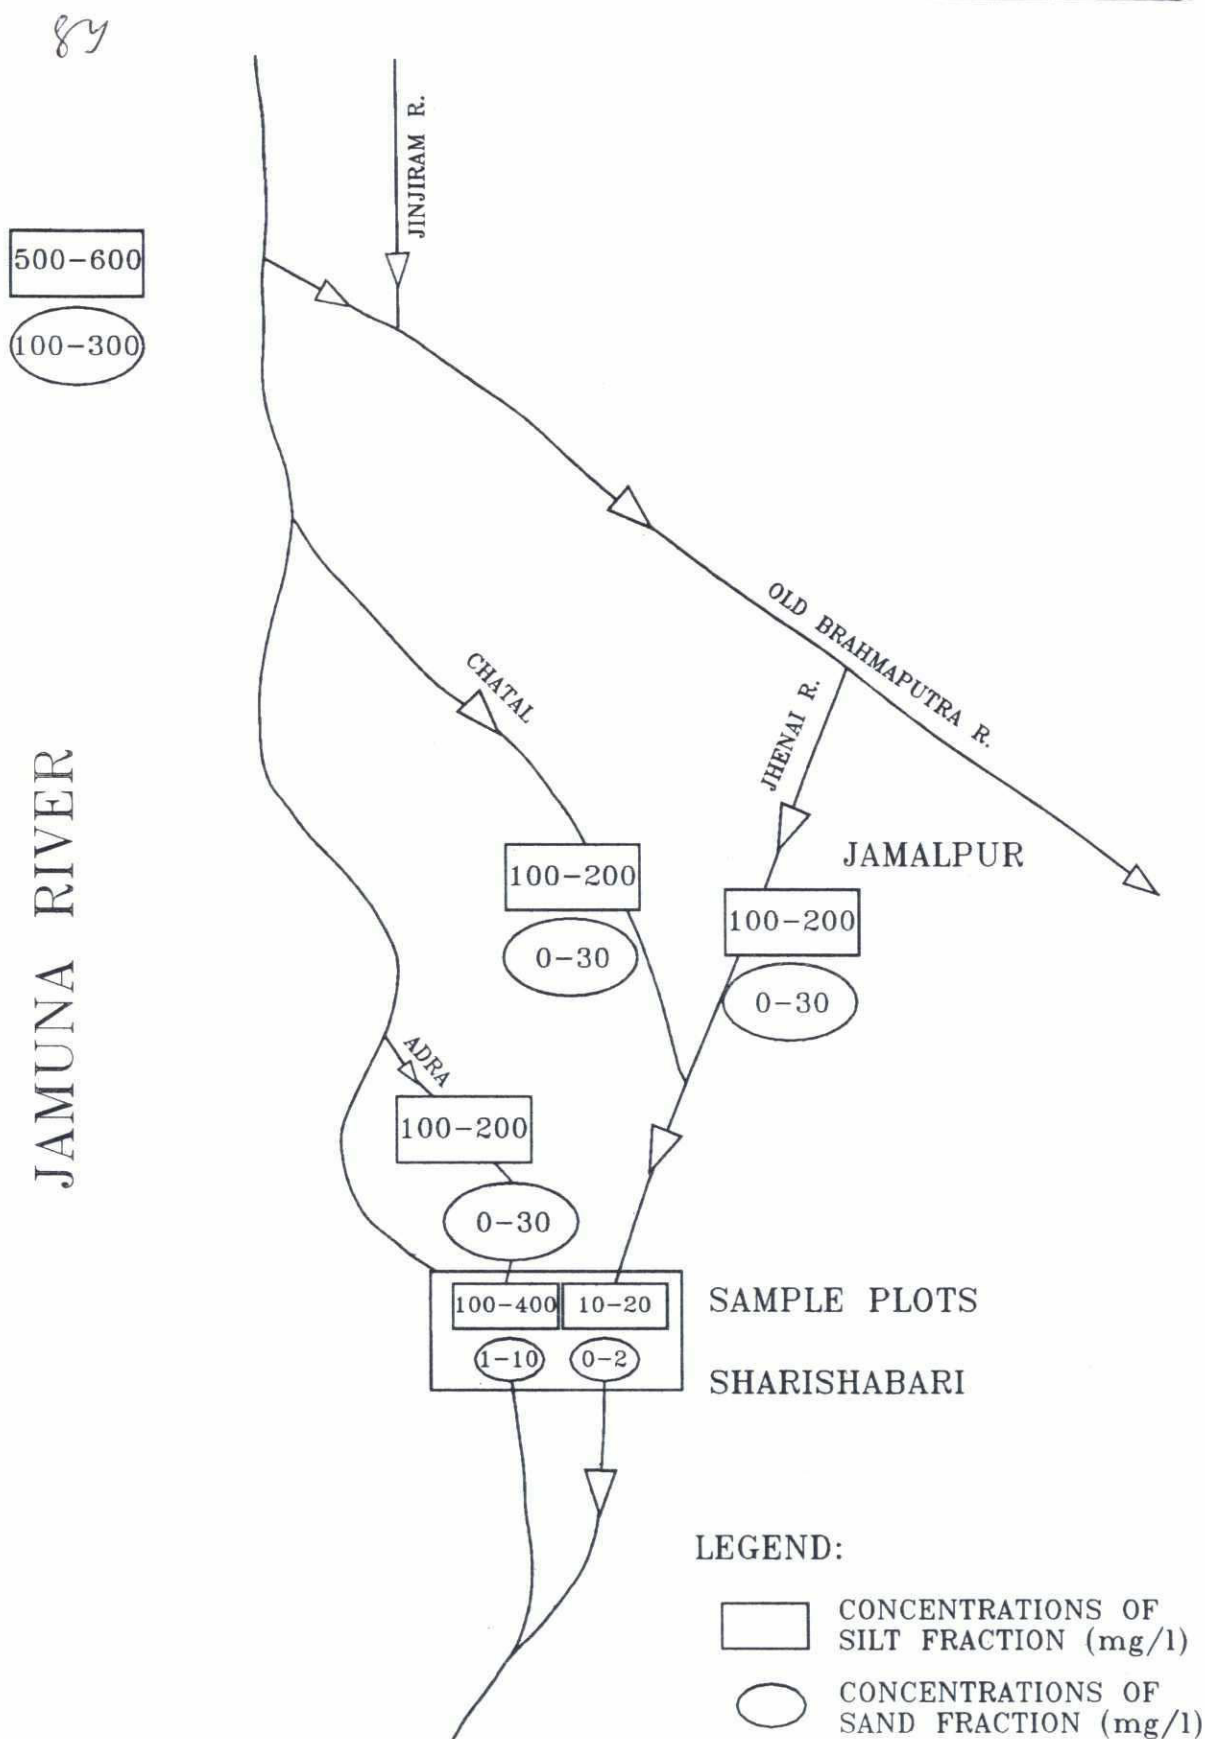 84
JINJIRAM R.
500-600
100-300
OLD BRAHMAPUTRA R.
CHATAL
JHENAI R.
JAMUNA RIVER
JAMALPUR
100-200
0-30
100-200
0-30
ADRA
100-200
0-30
100-400
10-20
SAMPLE PLOTS
1-10
0-2
SHARISHABARI
LEGEND:
CONCENTRATIONS OF
SILT FRACTION (mg/l)
CONCENTRATIONS OF
SAND FRACTION (mg/l)